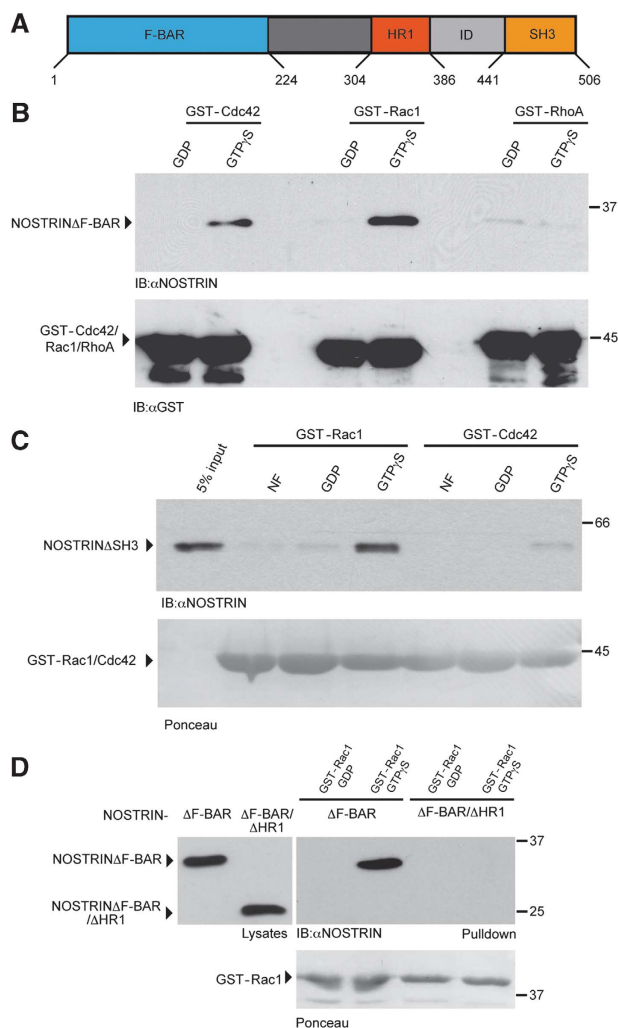 A
F-BAR HR1 ID SH3
1 224 304 386 441 506
B
GST-Cdc42 GST-Rac1 GST-RhoA
GDP GTPγS GDP GTPγS GDP GTPγS
37
NOSTRINΔF-BAR
IB:αNOSTRIN
GST-Cdc42/
Rac1/RhoA
45
IB:αGST
C
GST-Rac1 GST-Cdc42
5% input NF GDP GTPγS NF GDP GTPγS
66
NOSTRINΔSH3
IB:αNOSTRIN
45
GST-Rac1/Cdc42
Ponceau
D
GST-Rac1 GDP GST-Rac1 GTPγS GST-Rac1 GDP GST-Rac1 GTPγS
NOSTRIN- ΔF-BAR ΔF-BAR/ΔHR1 ΔF-BAR ΔF-BAR/ΔHR1
37
NOSTRINΔF-BAR
NOSTRINΔF-BAR
/ΔHR1
25
Lysates IB:αNOSTRIN Pulldown
GST-Rac1
37
Ponceau